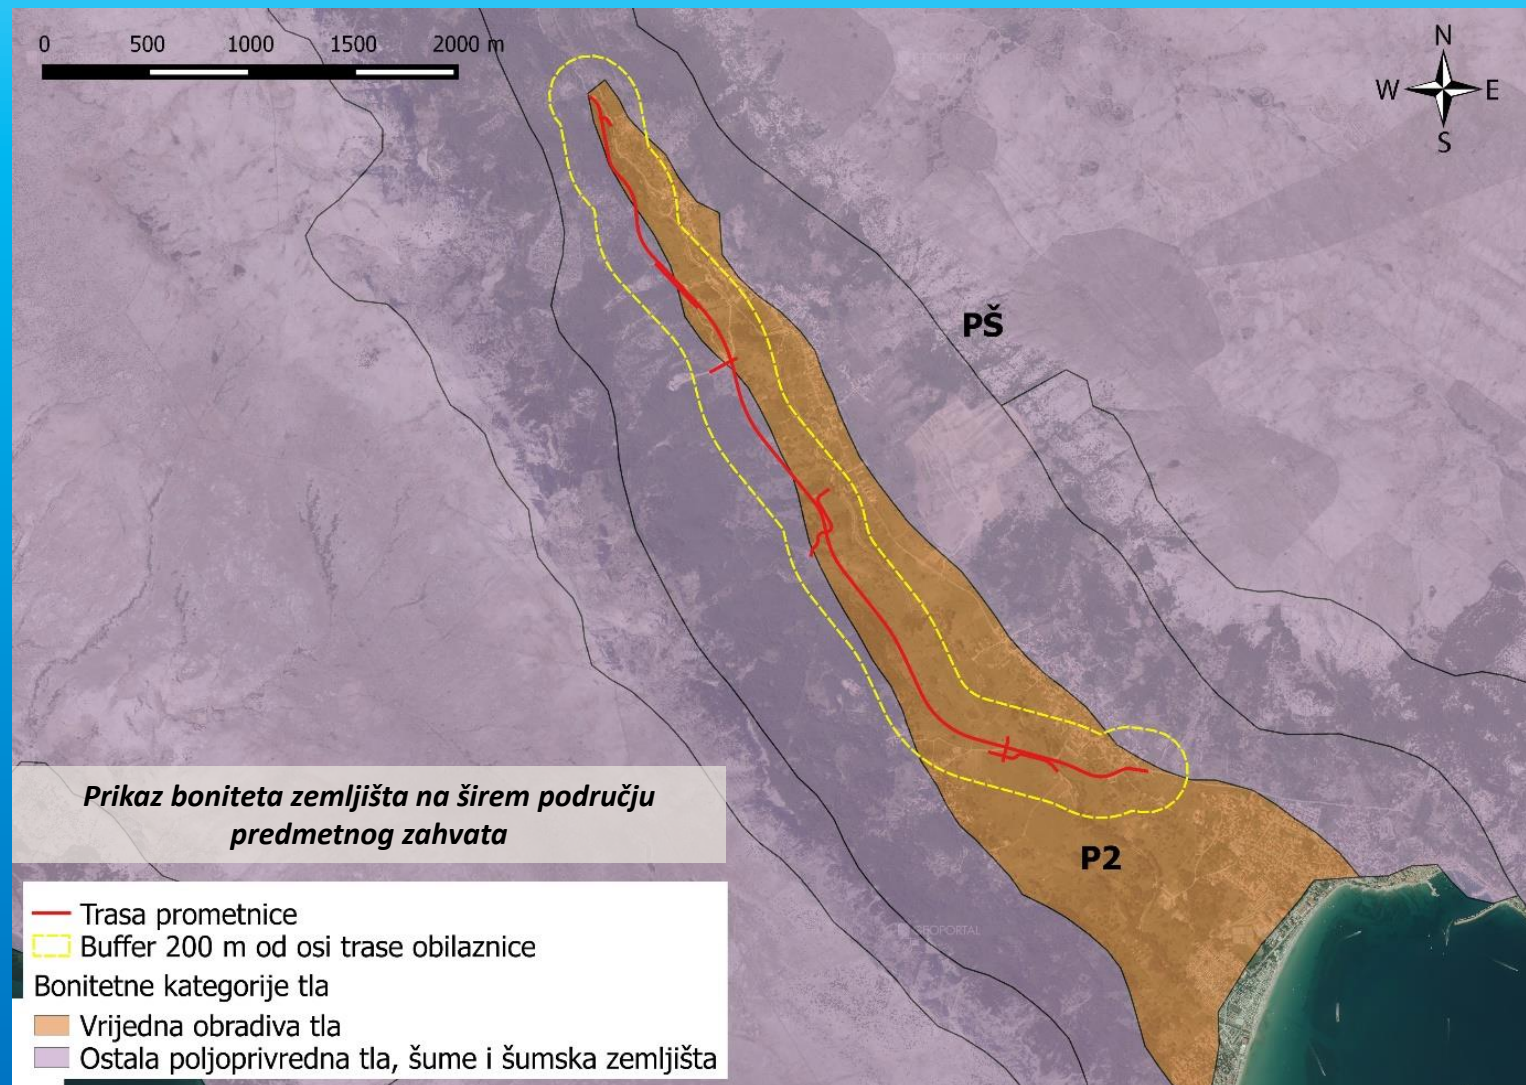 0 500 1000 1500 2000 m
N
W E
S
PŠ
P2
GEOPORTAL
Prikaz boniteta zemljišta na širem području
predmetnog zahvata
Trasa prometnice
Buffer 200 m od osi trase obilaznice
Bonitetne kategorije tla
Vrijedna obradiva tla
Ostala poljoprivredna tla, šume i šumska zemljišta